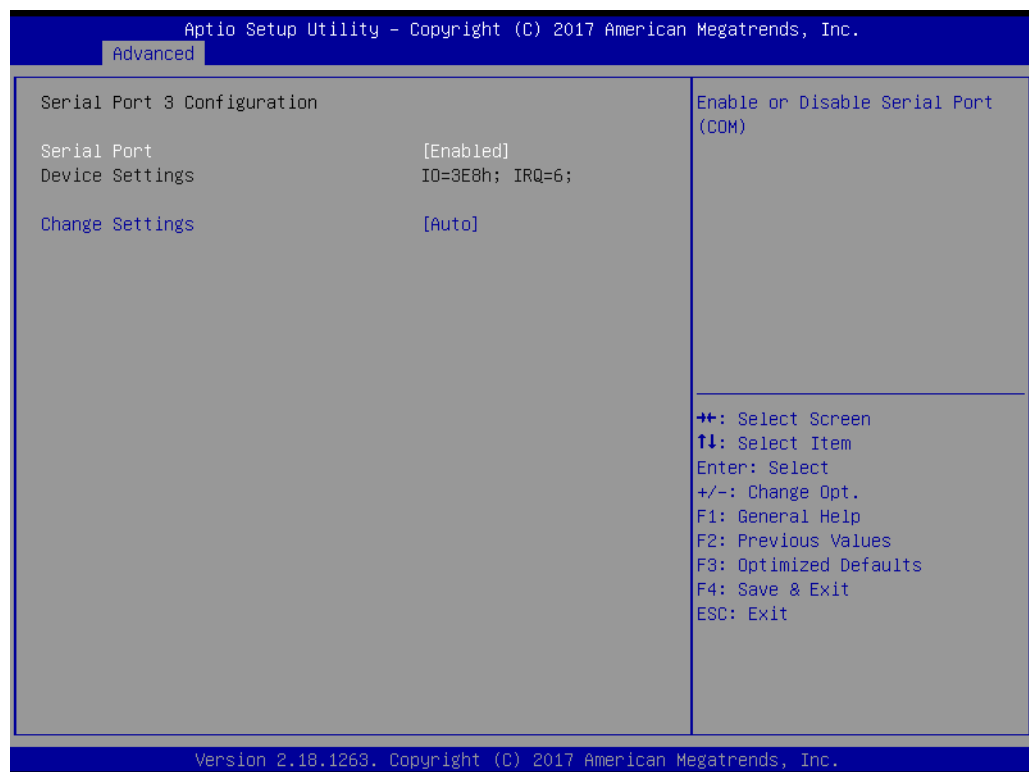 Aptio Setup Utility – Copyright (C) 2017 American Megatrends, Inc.
Advanced
Serial Port 3 Configuration
Serial Port [Enabled]
Device Settings IO=3E8h; IRQ=6;
Change Settings [Auto]
Enable or Disable Serial Port
(COM)
→←: Select Screen
↑↓: Select Item
Enter: Select
+/-: Change Opt.
F1: General Help
F2: Previous Values
F3: Optimized Defaults
F4: Save & Exit
ESC: Exit
Version 2.18.1263. Copyright (C) 2017 American Megatrends, Inc.